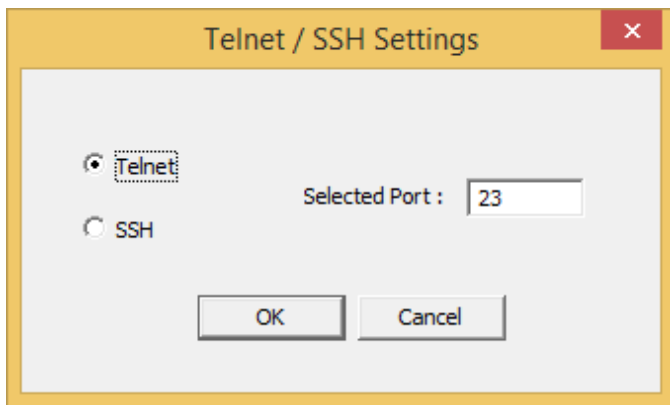 Telnet / SSH Settings
Telnet
Selected Port : 23
SSH
OK Cancel